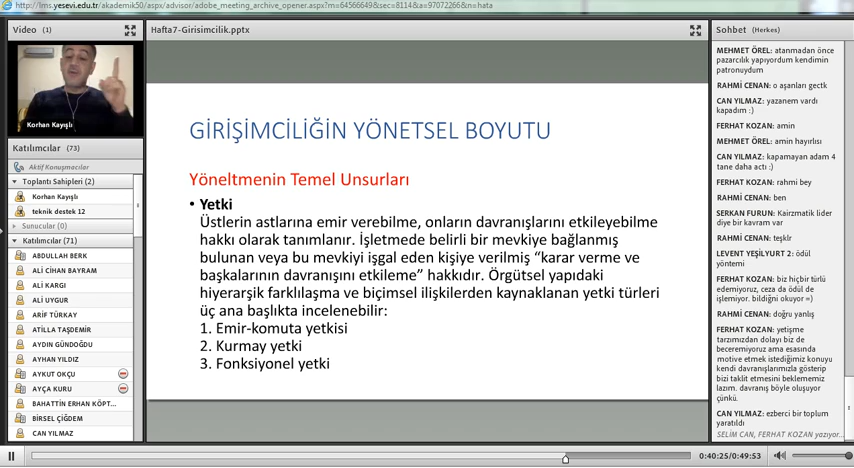 http://lms.yesevi.edu.tr/akademik50/aspx/advisor/adobe_meeting_archive_opener.aspx?m=64566649&sec=8114&a=97072266&n=hata
Video (1)
Korhan Kayışlı
Katılımcılar (73)
Aktif Konuşmacılar
Toplantı Sahipleri (2)
Korhan Kayışlı
teknik destek 12
Sunucular (0)
Katılımcılar (71)
ABDULLAH BERK
ALİ CİHAN BAYRAM
ALİ KARGI
ALİ UYGUR
ARİF TÜRKAY
ATİLLA TAŞDEMİR
AYDIN GÜNDOĞDU
AYHAN YILDIZ
AYKUT OKÇU
AYÇA KURU
BAHATTİN ERHAN KÖPT...
BİRSEL ÇİĞDEM
CAN YILMAZ
Hafta7-Girisimcilik.pptx
GİRİŞİMCİLİĞİN YÖNETSEL BOYUTU
Yöneltmenin Temel Unsurları
• Yetki
Üstlerin astlarına emir verebilme, onların davranışlarını etkileyebilme
hakkı olarak tanımlanır. İşletmede belirli bir mevkiye bağlanmış
bulunan veya bu mevkiyi işgal eden kişiye verilmiş “karar verme ve
başkalarının davranışını etkileme” hakkıdır. Örgütsel yapıdaki
hiyerarşik farklılaşma ve biçimsel ilişkilerden kaynaklanan yetki türleri
üç ana başlıkta incelenebilir:
1. Emir-komuta yetkisi
2. Kurmay yetki
3. Fonksiyonel yetki
Sohbet (Herkes)
MEHMET ÖREL: atanmadan önce
pazarcılık yapıyordum kendimin
patronuydum
RAHMİ CENAN: o aşanları gectk
CAN YILMAZ: yazanem vardı
kapadım :)
FERHAT KOZAN: amin
MEHMET ÖREL: amin hayırlısı
CAN YILMAZ: kapamayan adam 4
tane daha actı :)
FERHAT KOZAN: rahmi bey
RAHMİ CENAN: ben
SERKAN FURUN: Kairzmatik lider
diye bir kavram var
RAHMİ CENAN: teşklr
LEVENT YEŞİLYURT 2: ödül
yöntemi
FERHAT KOZAN: biz hiçbir türlü
edemiyoruz, ceza da ödül de
işlemiyor. bildiğni okuyor =)
RAHMİ CENAN: doğru yanlış
FERHAT KOZAN: yetişme
tarzımızdan dolayı biz de
beceremiyoruz ama esasında
motive etmek istediğimiz konuyu
kendi davranışlarımızla gösterip
bizi taklit etmesini beklememiz
lazım. davranış böyle oluşuyor
çünkü.
CAN YILMAZ: ezberci bir toplum
yaratıldı
SELİM CAN, FERHAT KOZAN yazıyor...
0:40:25/0:49:53